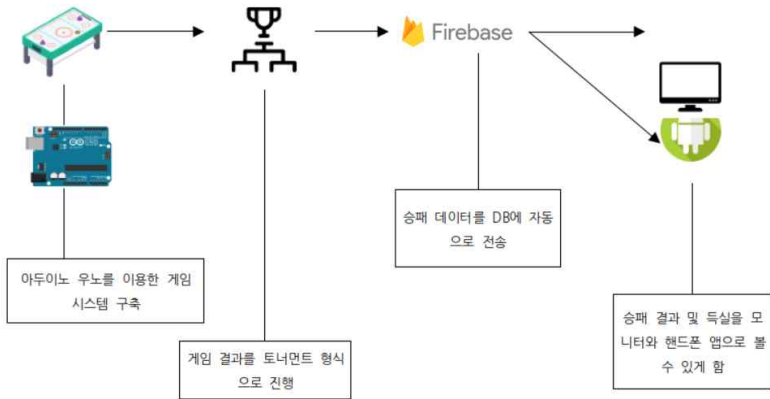 Firebase
승패 데이터를 DB에 자동
으로 전송
아두이노 우노를 이용한 게임
시스템 구축
승패 결과 및 득실을 모
니터와 핸드폰 앱으로 볼
수 있게 함
게임 결과를 토너먼트 형식
으로 진행